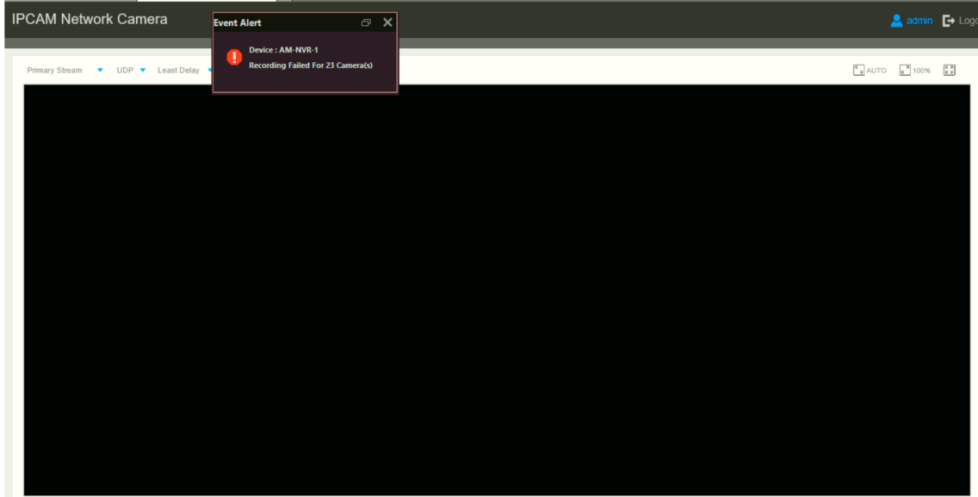 IPCAM Network Camera
Event Alert
admin
Logo
Device : AM-NVR-1
Recording Failed For 23 Camera(s)
Primary Stream
UDP
Least Delay
AUTO
100%